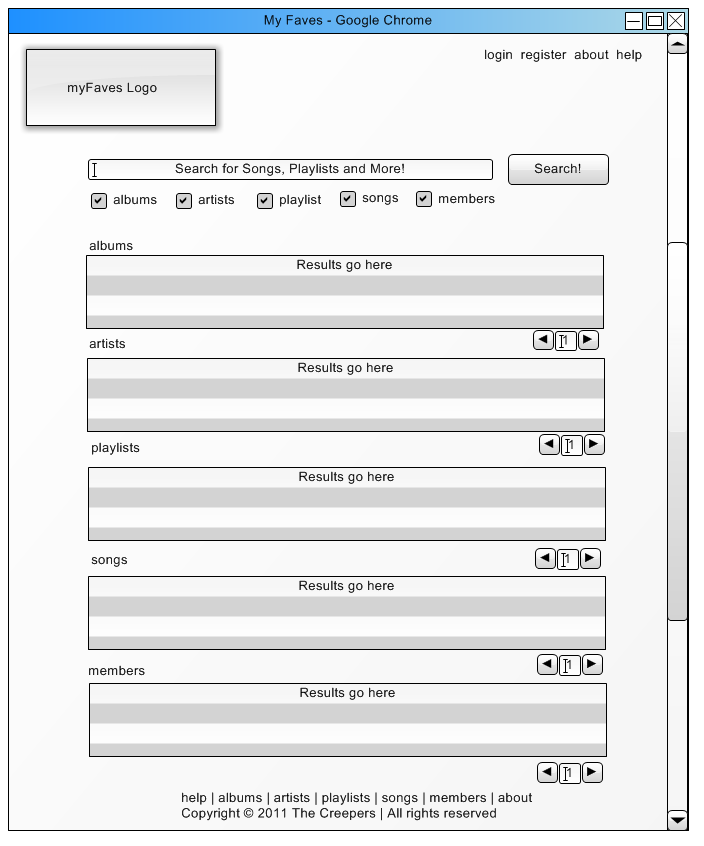 My Faves - Google Chrome
login register about help
myFaves Logo
Search for Songs, Playlists and More!
Search!
albums artists playlist songs members
albums
Results go here
1
artists
Results go here
1
playlists
Results go here
1
songs
Results go here
1
members
Results go here
1
help | albums | artists | playlists | songs | members | about
Copyright © 2011 The Creepers | All rights reserved